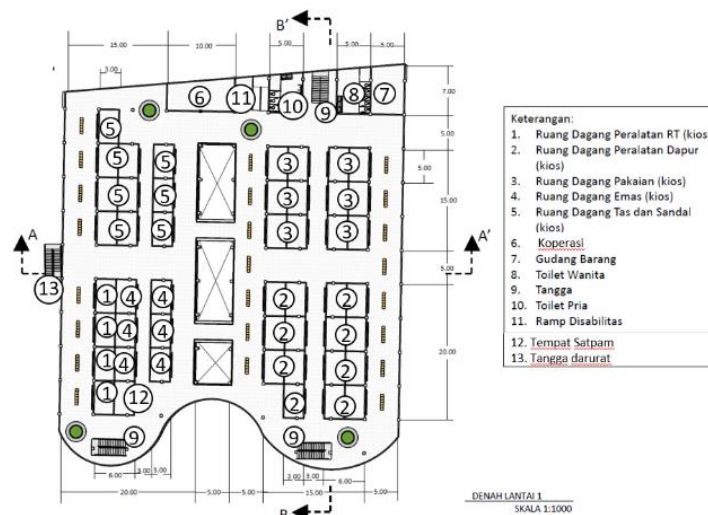 B'
15.00
10.00
5.00
3.00
5.00
3.00
6
11
10
9
8
7
7.00
5.00
5.00
15.00
5.00
20.00
5
5
5
3
3
5
5
3
3
5
5
3
3
A
A'
13
1
4
4
2
2
1
4
4
2
2
1
4
4
2
2
1
12
2
2
9
9
6.00
3.00
3.00
3.00
3.00
6.00
20.00
5.00
5.00
15.00
5.00
B
Keterangan:
1. Ruang Dagang Peralatan RT (kios)
2. Ruang Dagang Peralatan Dapur
(kios)
3. Ruang Dagang Pakaian (kios)
4. Ruang Dagang Emas (kios)
5. Ruang Dagang Tas dan Sandal
(kios)
6. Koperasi
7. Gudang Barang
8. Toilet Wanita
9. Tangga
10. Toilet Pria
11. Ramp Disabilitas
12. Tempat Satpam
13. Tangga darurat
DENAH LANTAI 1
SKALA 1:1000